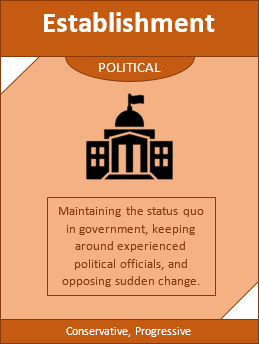 Establishment
POLITICAL
Maintaining the status quo
in government, keeping
around experienced
political officials, and
opposing sudden change.
Conservative, Progressive